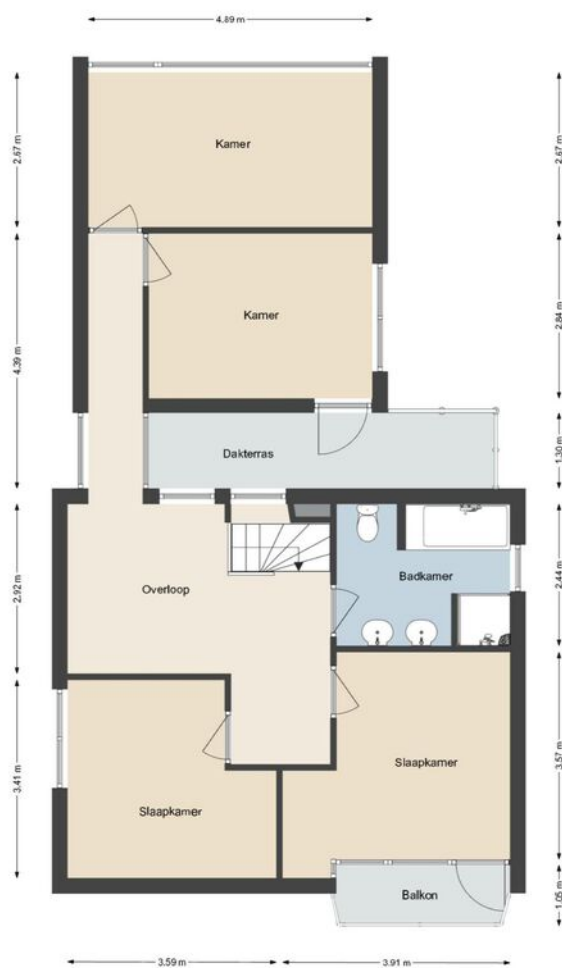 4.89 m
2.67 m
2.67 m
Kamer
Kamer
4.39 m
2.84 m
Dakterras
1.30 m
2.92 m
Overloop
Badkamer
2.44 m
3.41 m
Slaapkamer
Slaapkamer
3.57 m
Balkon
1.05 m
3.59 m
3.91 m